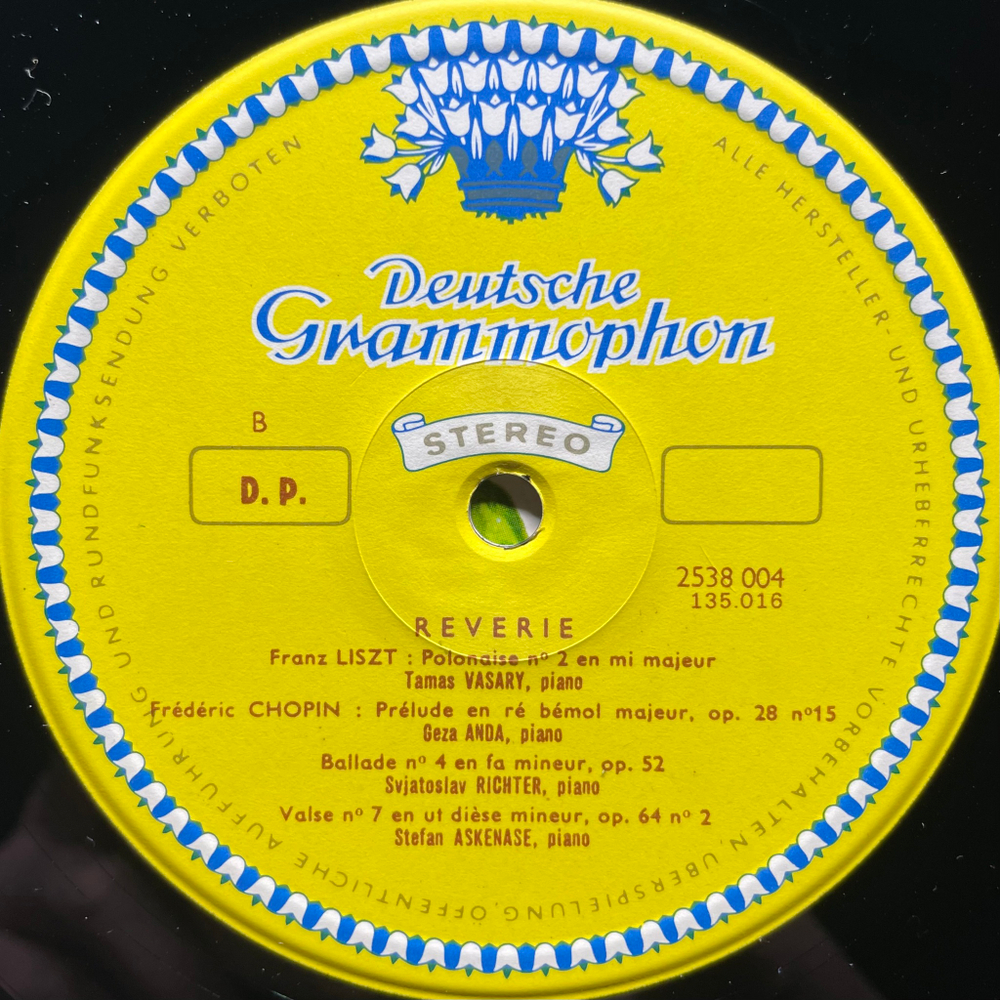 Deutsche
Grammophon
STEREO
B
D. P.
2538 004
135.016
REVERIE
Franz LISZT : Polonaise nº 2 en mi majeur
Tamas VASARY, piano
Frédéric CHOPIN : Prélude en ré bémol majeur, op. 28 nº15
Geza ANDA, piano
Ballade nº 4 en fa mineur, op. 52
Svjatoslav RICHTER, piano
Valse nº 7 en ut dièse mineur, op. 64 nº 2
Stefan ASKENASE, piano
ALLE HERSTELLER- UND URHEBERRECHTE VORBEHALTEN, ÜBERSPIELUNG, ÖFFENTLICHE AUFFÜHRUNG UND RUNDFUNKSENDUNG VERBOTEN